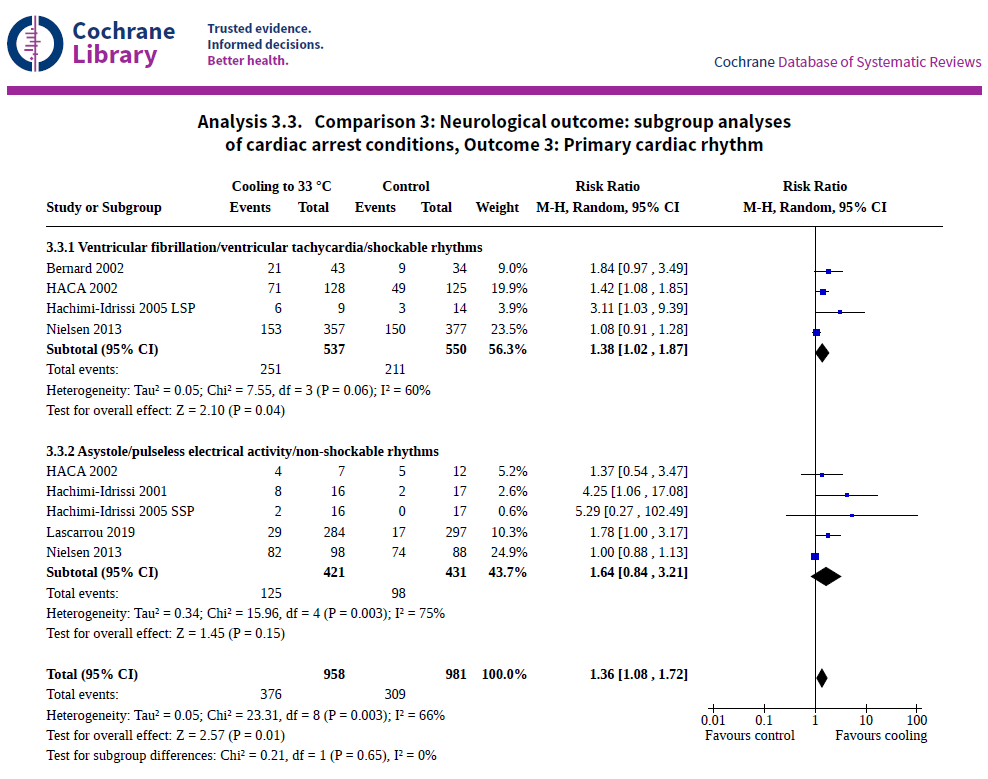 Cochrane
Library
Trusted evidence.
Informed decisions.
Better health.
Cochrane Database of Systematic Reviews
Analysis 3.3. Comparison 3: Neurological outcome: subgroup analyses
of cardiac arrest conditions, Outcome 3: Primary cardiac rhythm
Cooling to 33 °C Control Risk Ratio Risk Ratio
Study or Subgroup Events Total Events Total Weight M-H, Random, 95% CI M-H, Random, 95% CI
3.3.1 Ventricular fibrillation/ventricular tachycardia/shockable rhythms
Bernard 2002 21 43 9 34 9.0% 1.84 [0.97 , 3.49]
HACA 2002 71 128 49 125 19.9% 1.42 [1.08 , 1.85]
Hachimi-Idrissi 2005 LSP 6 9 3 14 3.9% 3.11 [1.03 , 9.39]
Nielsen 2013 153 357 150 377 23.5% 1.08 [0.91 , 1.28]
Subtotal (95% CI) 537 550 56.3% 1.38 [1.02 , 1.87]
Total events: 251 211
Heterogeneity: Tau² = 0.05; Chi² = 7.55, df = 3 (P = 0.06); I² = 60%
Test for overall effect: Z = 2.10 (P = 0.04)
3.3.2 Asystole/pulseless electrical activity/non-shockable rhythms
HACA 2002 4 7 5 12 5.2% 1.37 [0.54 , 3.47]
Hachimi-Idrissi 2001 8 16 2 17 2.6% 4.25 [1.06 , 17.08]
Hachimi-Idrissi 2005 SSP 2 16 0 17 0.6% 5.29 [0.27 , 102.49]
Lascarrou 2019 29 284 17 297 10.3% 1.78 [1.00 , 3.17]
Nielsen 2013 82 98 74 88 24.9% 1.00 [0.88 , 1.13]
Subtotal (95% CI) 421 431 43.7% 1.64 [0.84 , 3.21]
Total events: 125 98
Heterogeneity: Tau² = 0.34; Chi² = 15.96, df = 4 (P = 0.003); I² = 75%
Test for overall effect: Z = 1.45 (P = 0.15)
Total (95% CI) 958 981 100.0% 1.36 [1.08 , 1.72]
Total events: 376 309
Heterogeneity: Tau² = 0.05; Chi² = 23.31, df = 8 (P = 0.003); I² = 66%
0.01 0.1 1 10 100
Test for overall effect: Z = 2.57 (P = 0.01)
Favours control Favours cooling
Test for subgroup differences: Chi² = 0.21, df = 1 (P = 0.65), I² = 0%